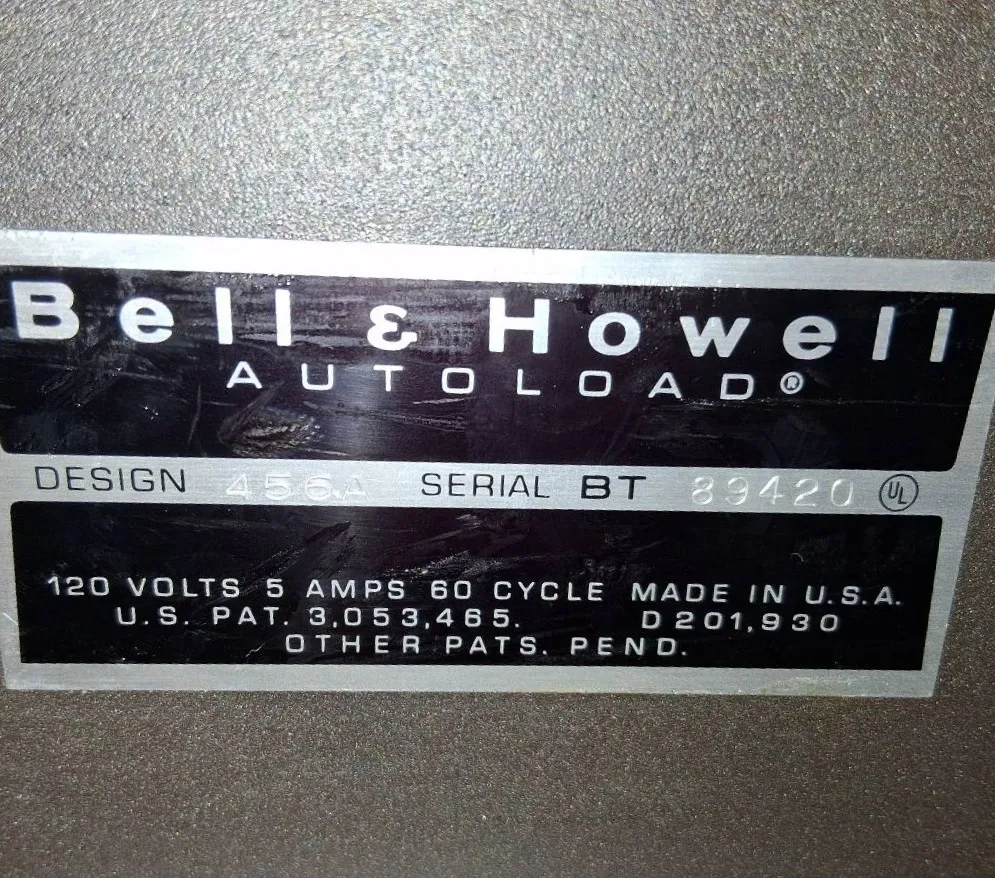 Bell & Howell
AUTOLOAD®
DESIGN 456A SERIAL BT 89420 UL
120 VOLTS 5 AMPS 60 CYCLE MADE IN U.S.A.
U.S. PAT. 3,053,465. D 201,930
OTHER PATS. PEND.